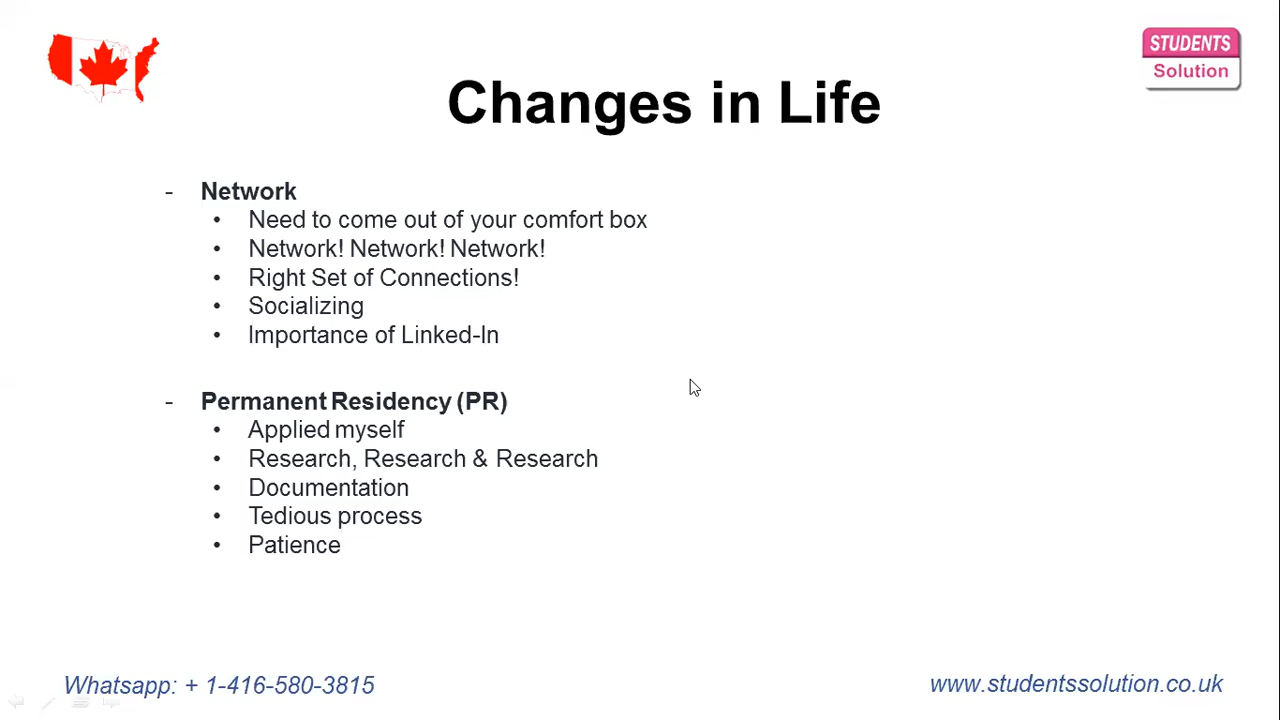 STUDENTS
Solution
Changes in Life
- Network
• Need to come out of your comfort box
• Network! Network! Network!
• Right Set of Connections!
• Socializing
• Importance of Linked-In
- Permanent Residency (PR)
• Applied myself
• Research, Research & Research
• Documentation
• Tedious process
• Patience
Whatsapp: + 1-416-580-3815
www.studentssolution.co.uk